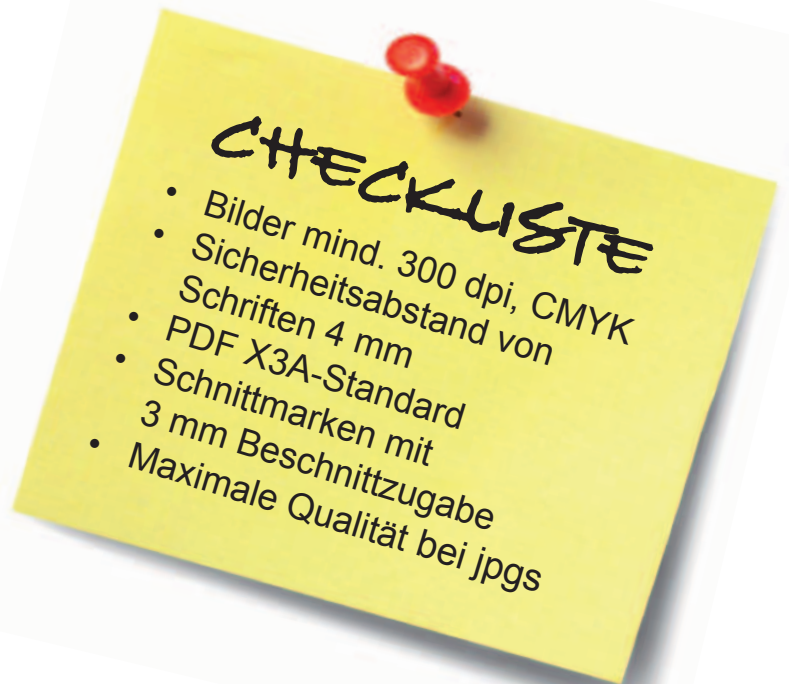 CHECKLISTE
• Bilder mind. 300 dpi, CMYK
• Sicherheitsabstand von
Schriften 4 mm
• PDF X3A-Standard
• Schnittmarken mit
3 mm Beschnittzugabe
• Maximale Qualität bei jpgs